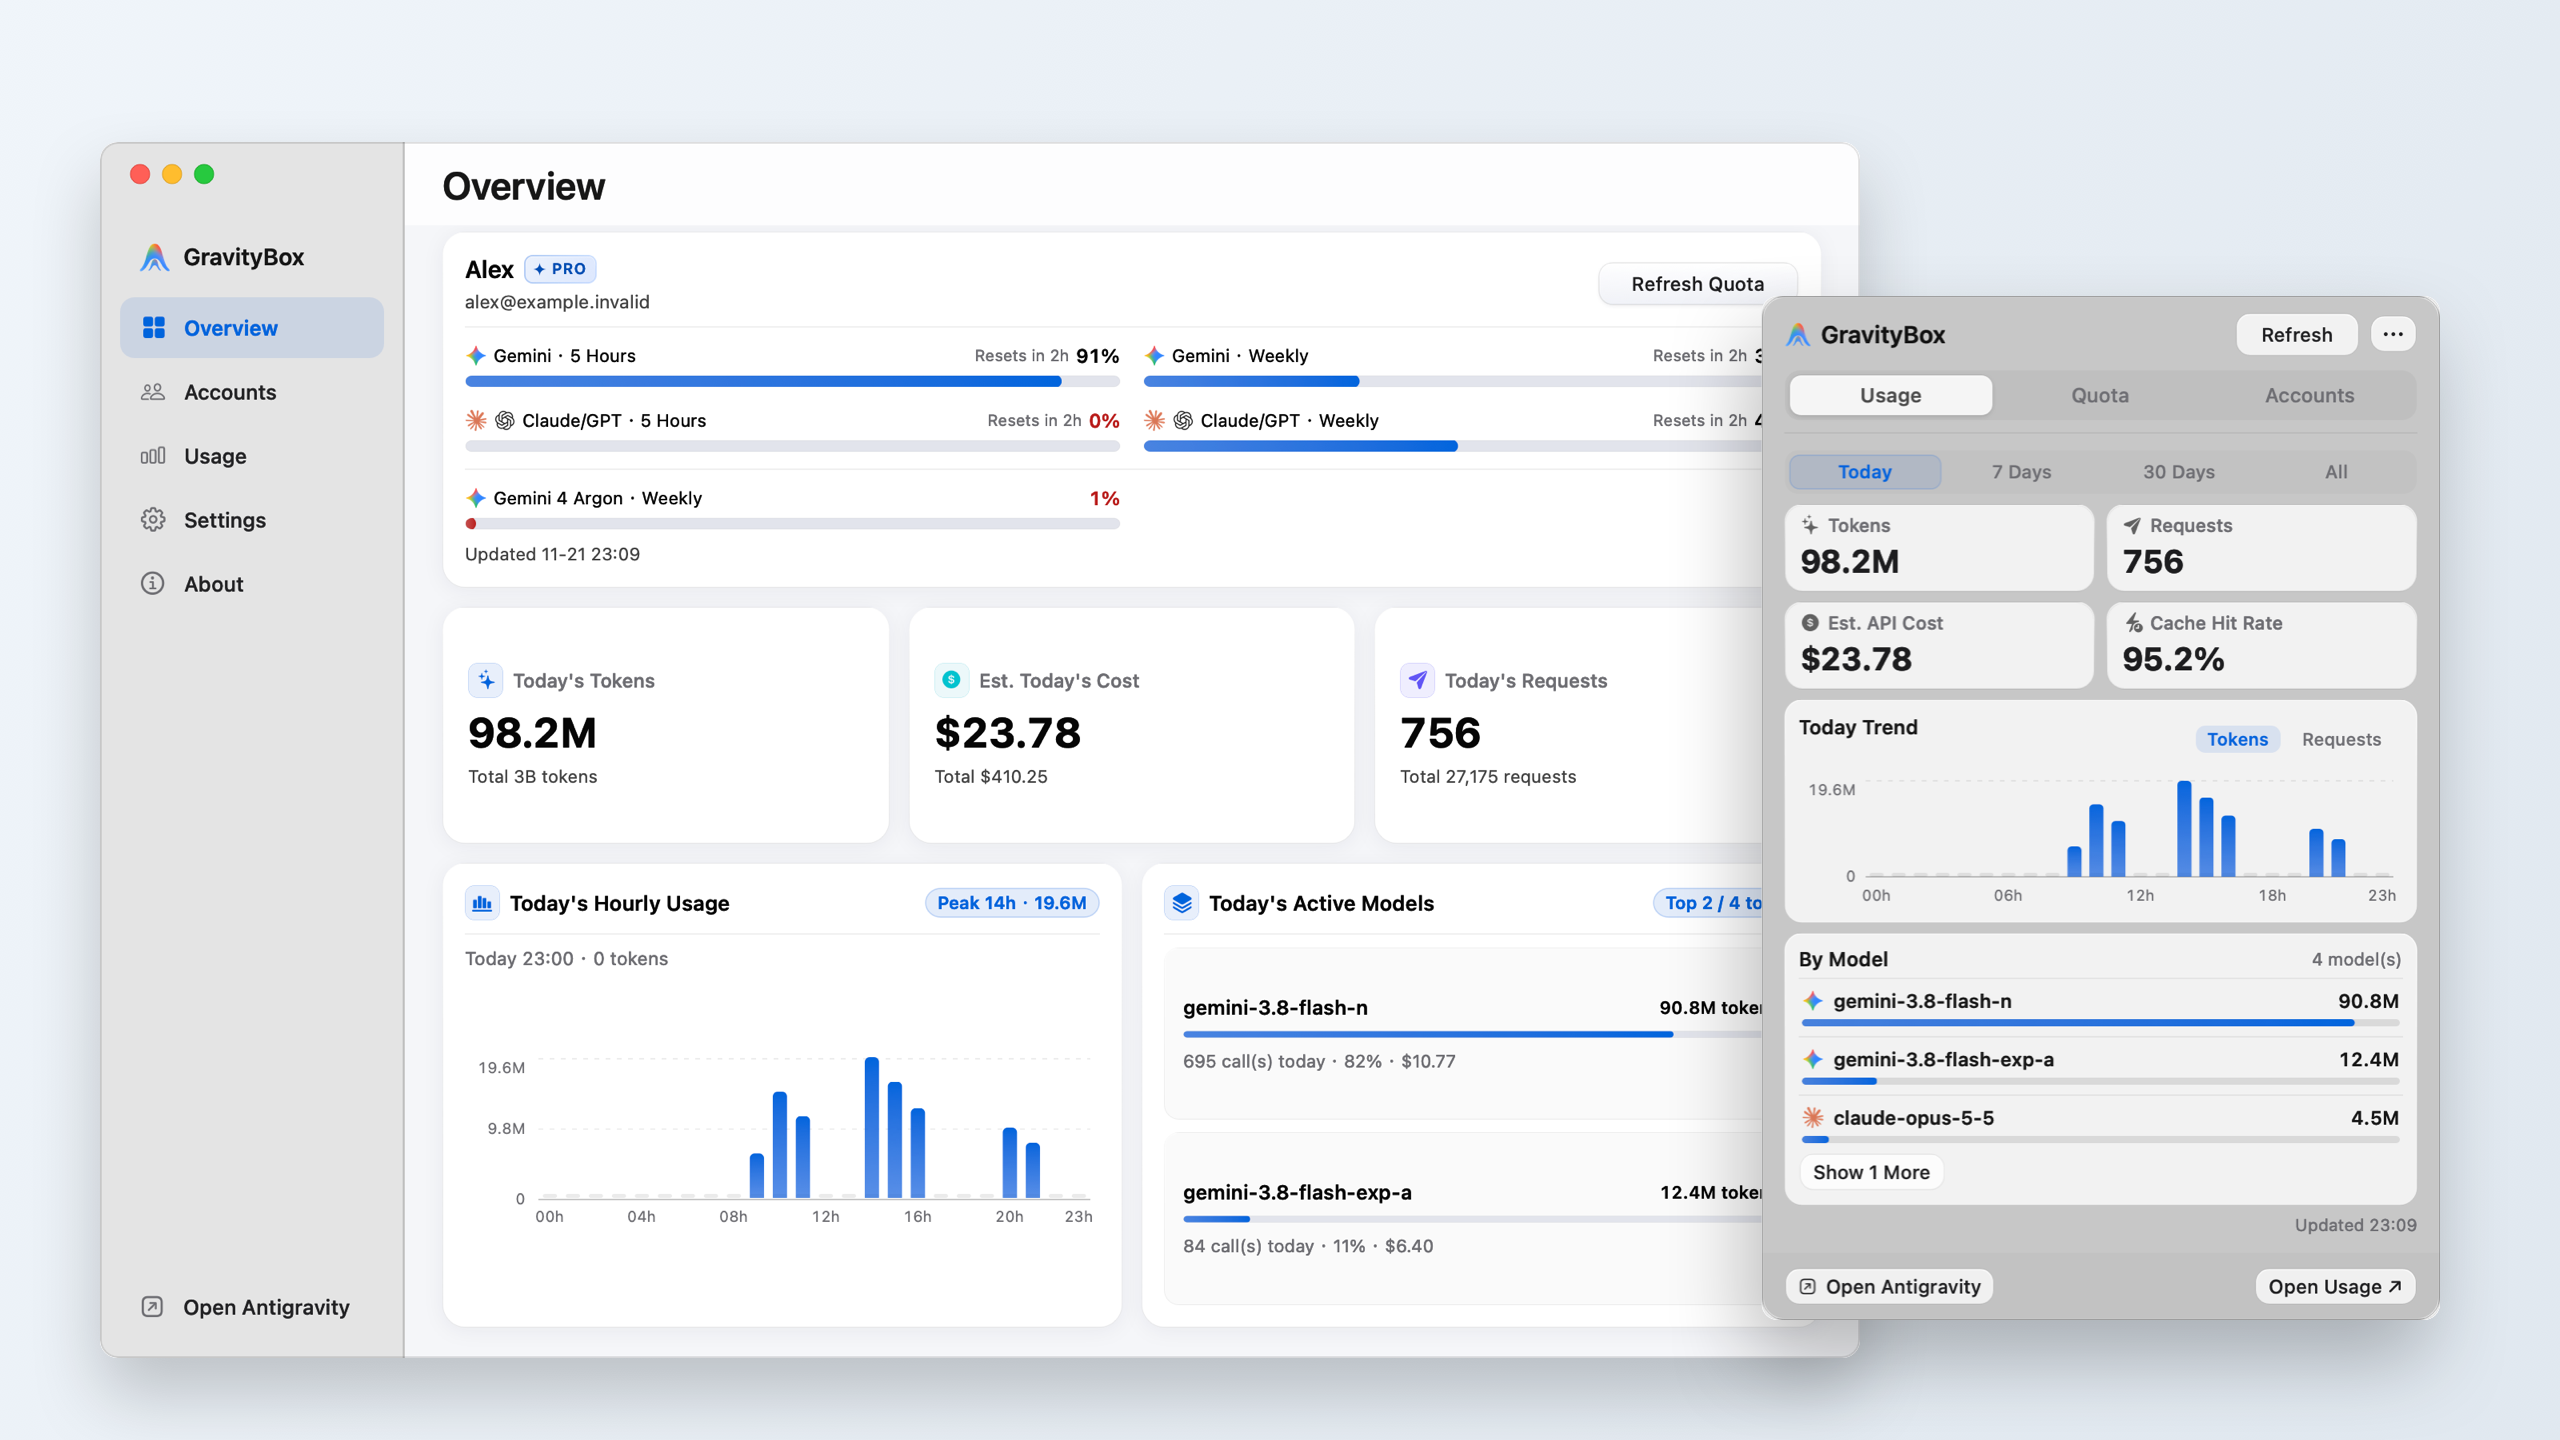 GravityBox
Overview
Accounts
Usage
Settings
About
Open Antigravity
Overview
Alex PRO
alex@example.invalid
Refresh Quota
Gemini · 5 Hours Resets in 2h 91%
Gemini · Weekly Resets in 2h
Claude/GPT · 5 Hours Resets in 2h 0%
Claude/GPT · Weekly Resets in 2h
Gemini 4 Argon · Weekly 1%
Updated 11-21 23:09
Today's Tokens
98.2M
Total 3B tokens
Est. Today's Cost
$23.78
Total $410.25
Today's Requests
756
Total 27,175 requests
Today's Hourly Usage Peak 14h · 19.6M
Today 23:00 · 0 tokens
19.6M
9.8M
0
00h 04h 08h 12h 16h 20h 23h
Today's Active Models Top 2 / 4
gemini-3.8-flash-n 90.8M
695 call(s) today · 82% · $10.77
gemini-3.8-flash-exp-a 12.4M
84 call(s) today · 11% · $6.40
GravityBox Refresh ···
Usage Quota Accounts
Today 7 Days 30 Days All
Tokens
98.2M
Requests
756
Est. API Cost
$23.78
Cache Hit Rate
95.2%
Today Trend Tokens Requests
19.6M
0
00h 06h 12h 18h 23h
By Model 4 model(s)
gemini-3.8-flash-n 90.8M
gemini-3.8-flash-exp-a 12.4M
claude-opus-5-5 4.5M
Show 1 More
Updated 23:09
Open Antigravity Open Usage ↗